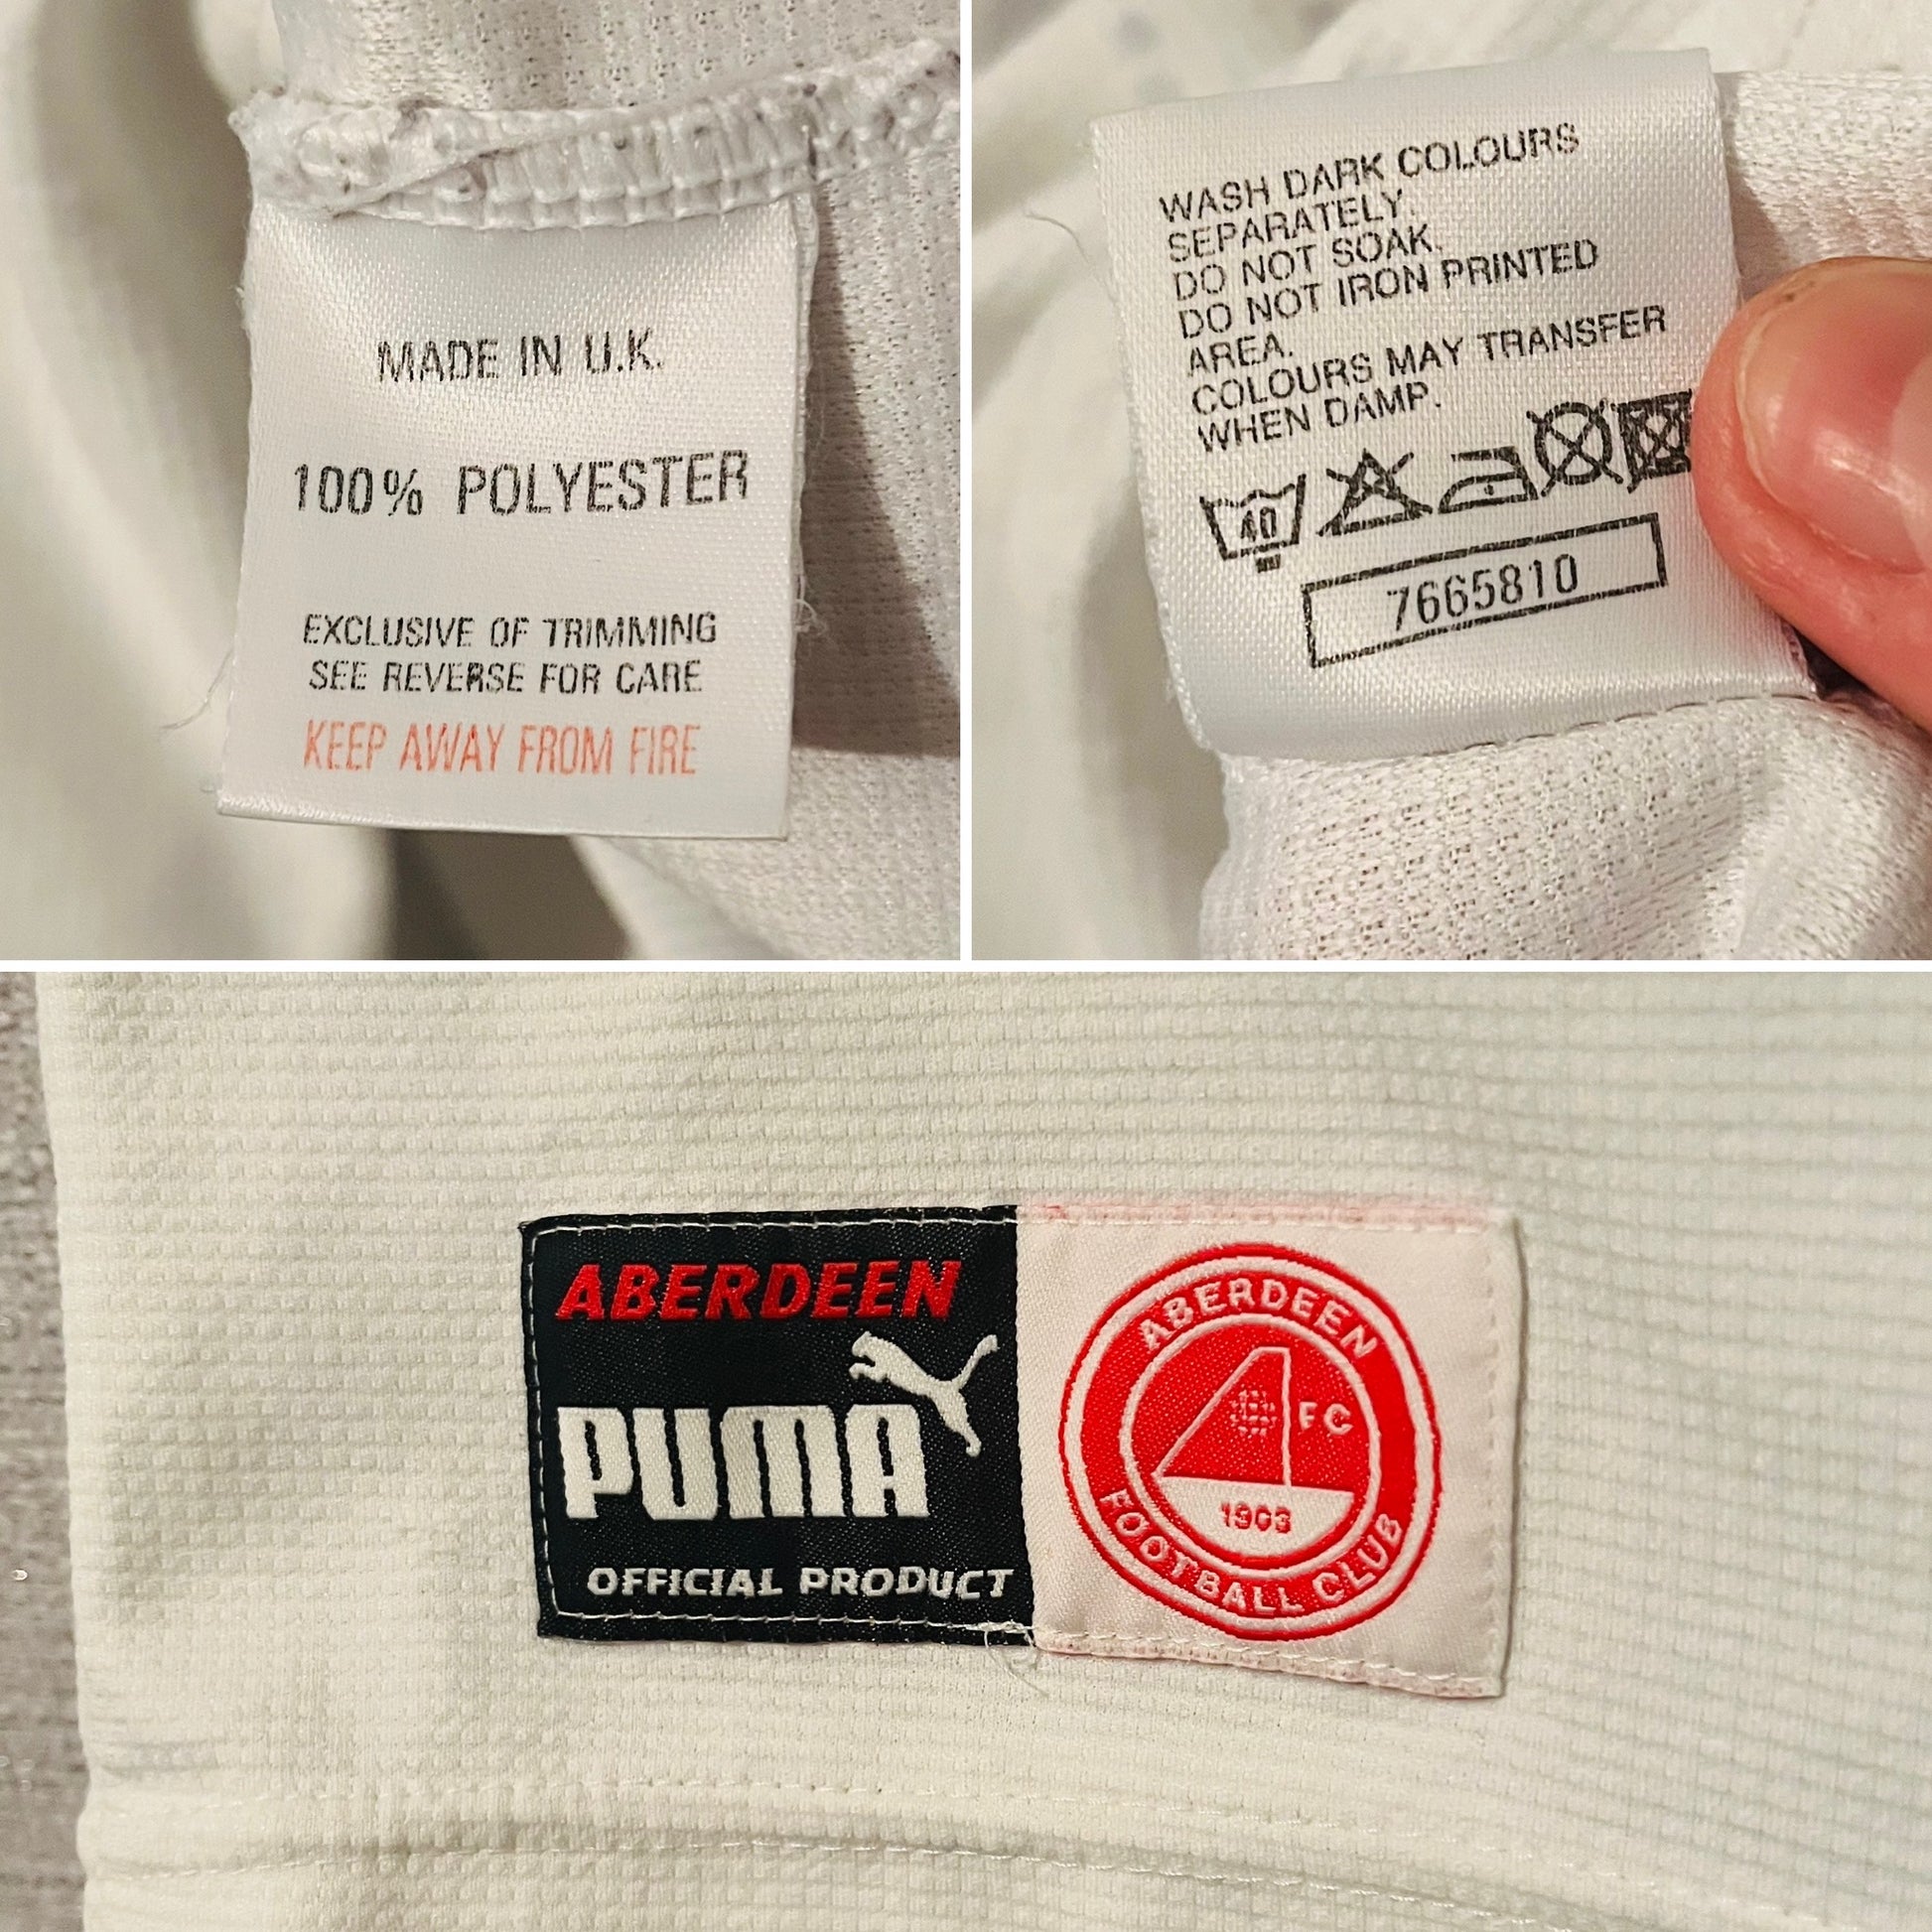 MADE IN U.K.
100% POLYESTER
EXCLUSIVE OF TRIMMING
SEE REVERSE FOR CARE
KEEP AWAY FROM FIRE
WASH DARK COLOURS
SEPARATELY.
DO NOT SOAK.
DO NOT IRON PRINTED
AREA.
COLOURS MAY TRANSFER
WHEN DAMP.
40
7665810
ABERDEEN
PUMA
OFFICIAL PRODUCT
ABERDEEN
FC
1903
FOOTBALL CLUB